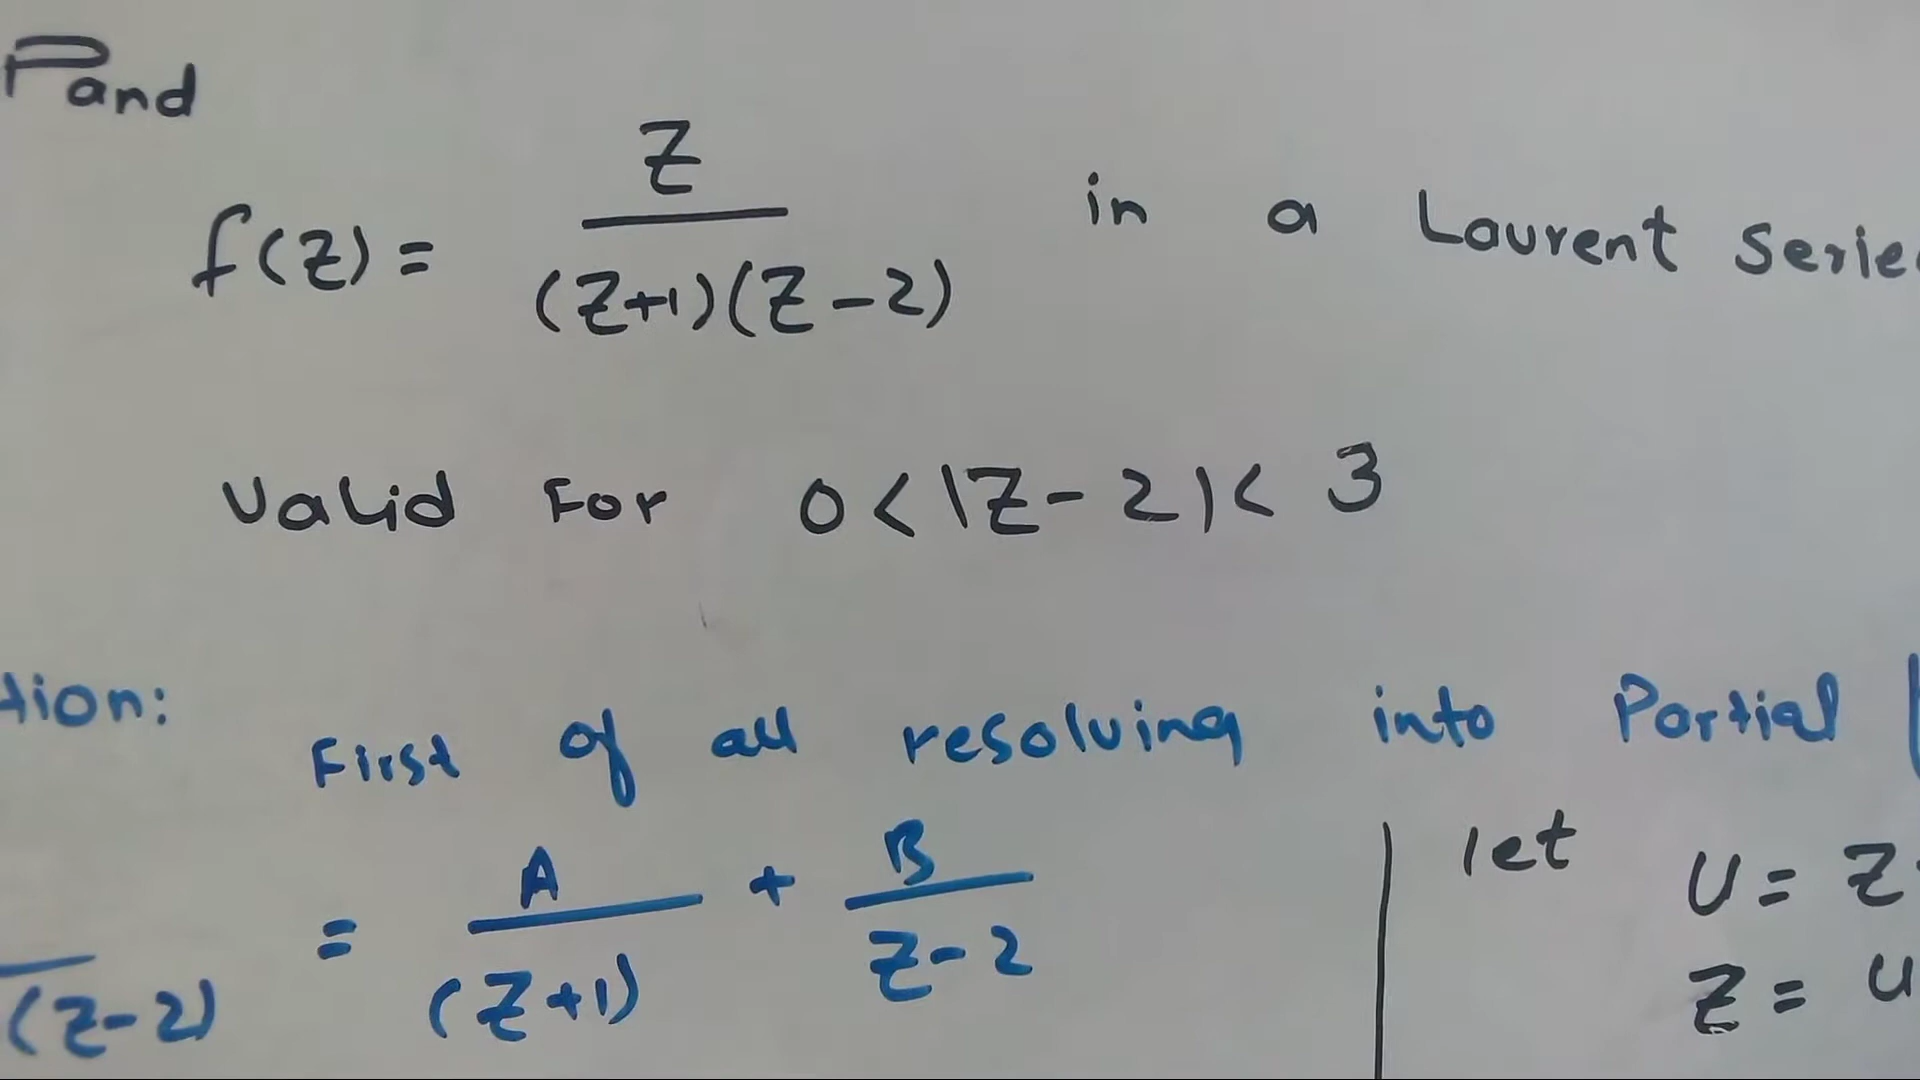 Pand
f(z) = z / (z+1)(z-2) in a Laurent Serie
Valid For 0 < |z-2| < 3
tion: First of all resolving into Partial
(z-2) = A / (z+1) + B / z-2
let U = z
z = u